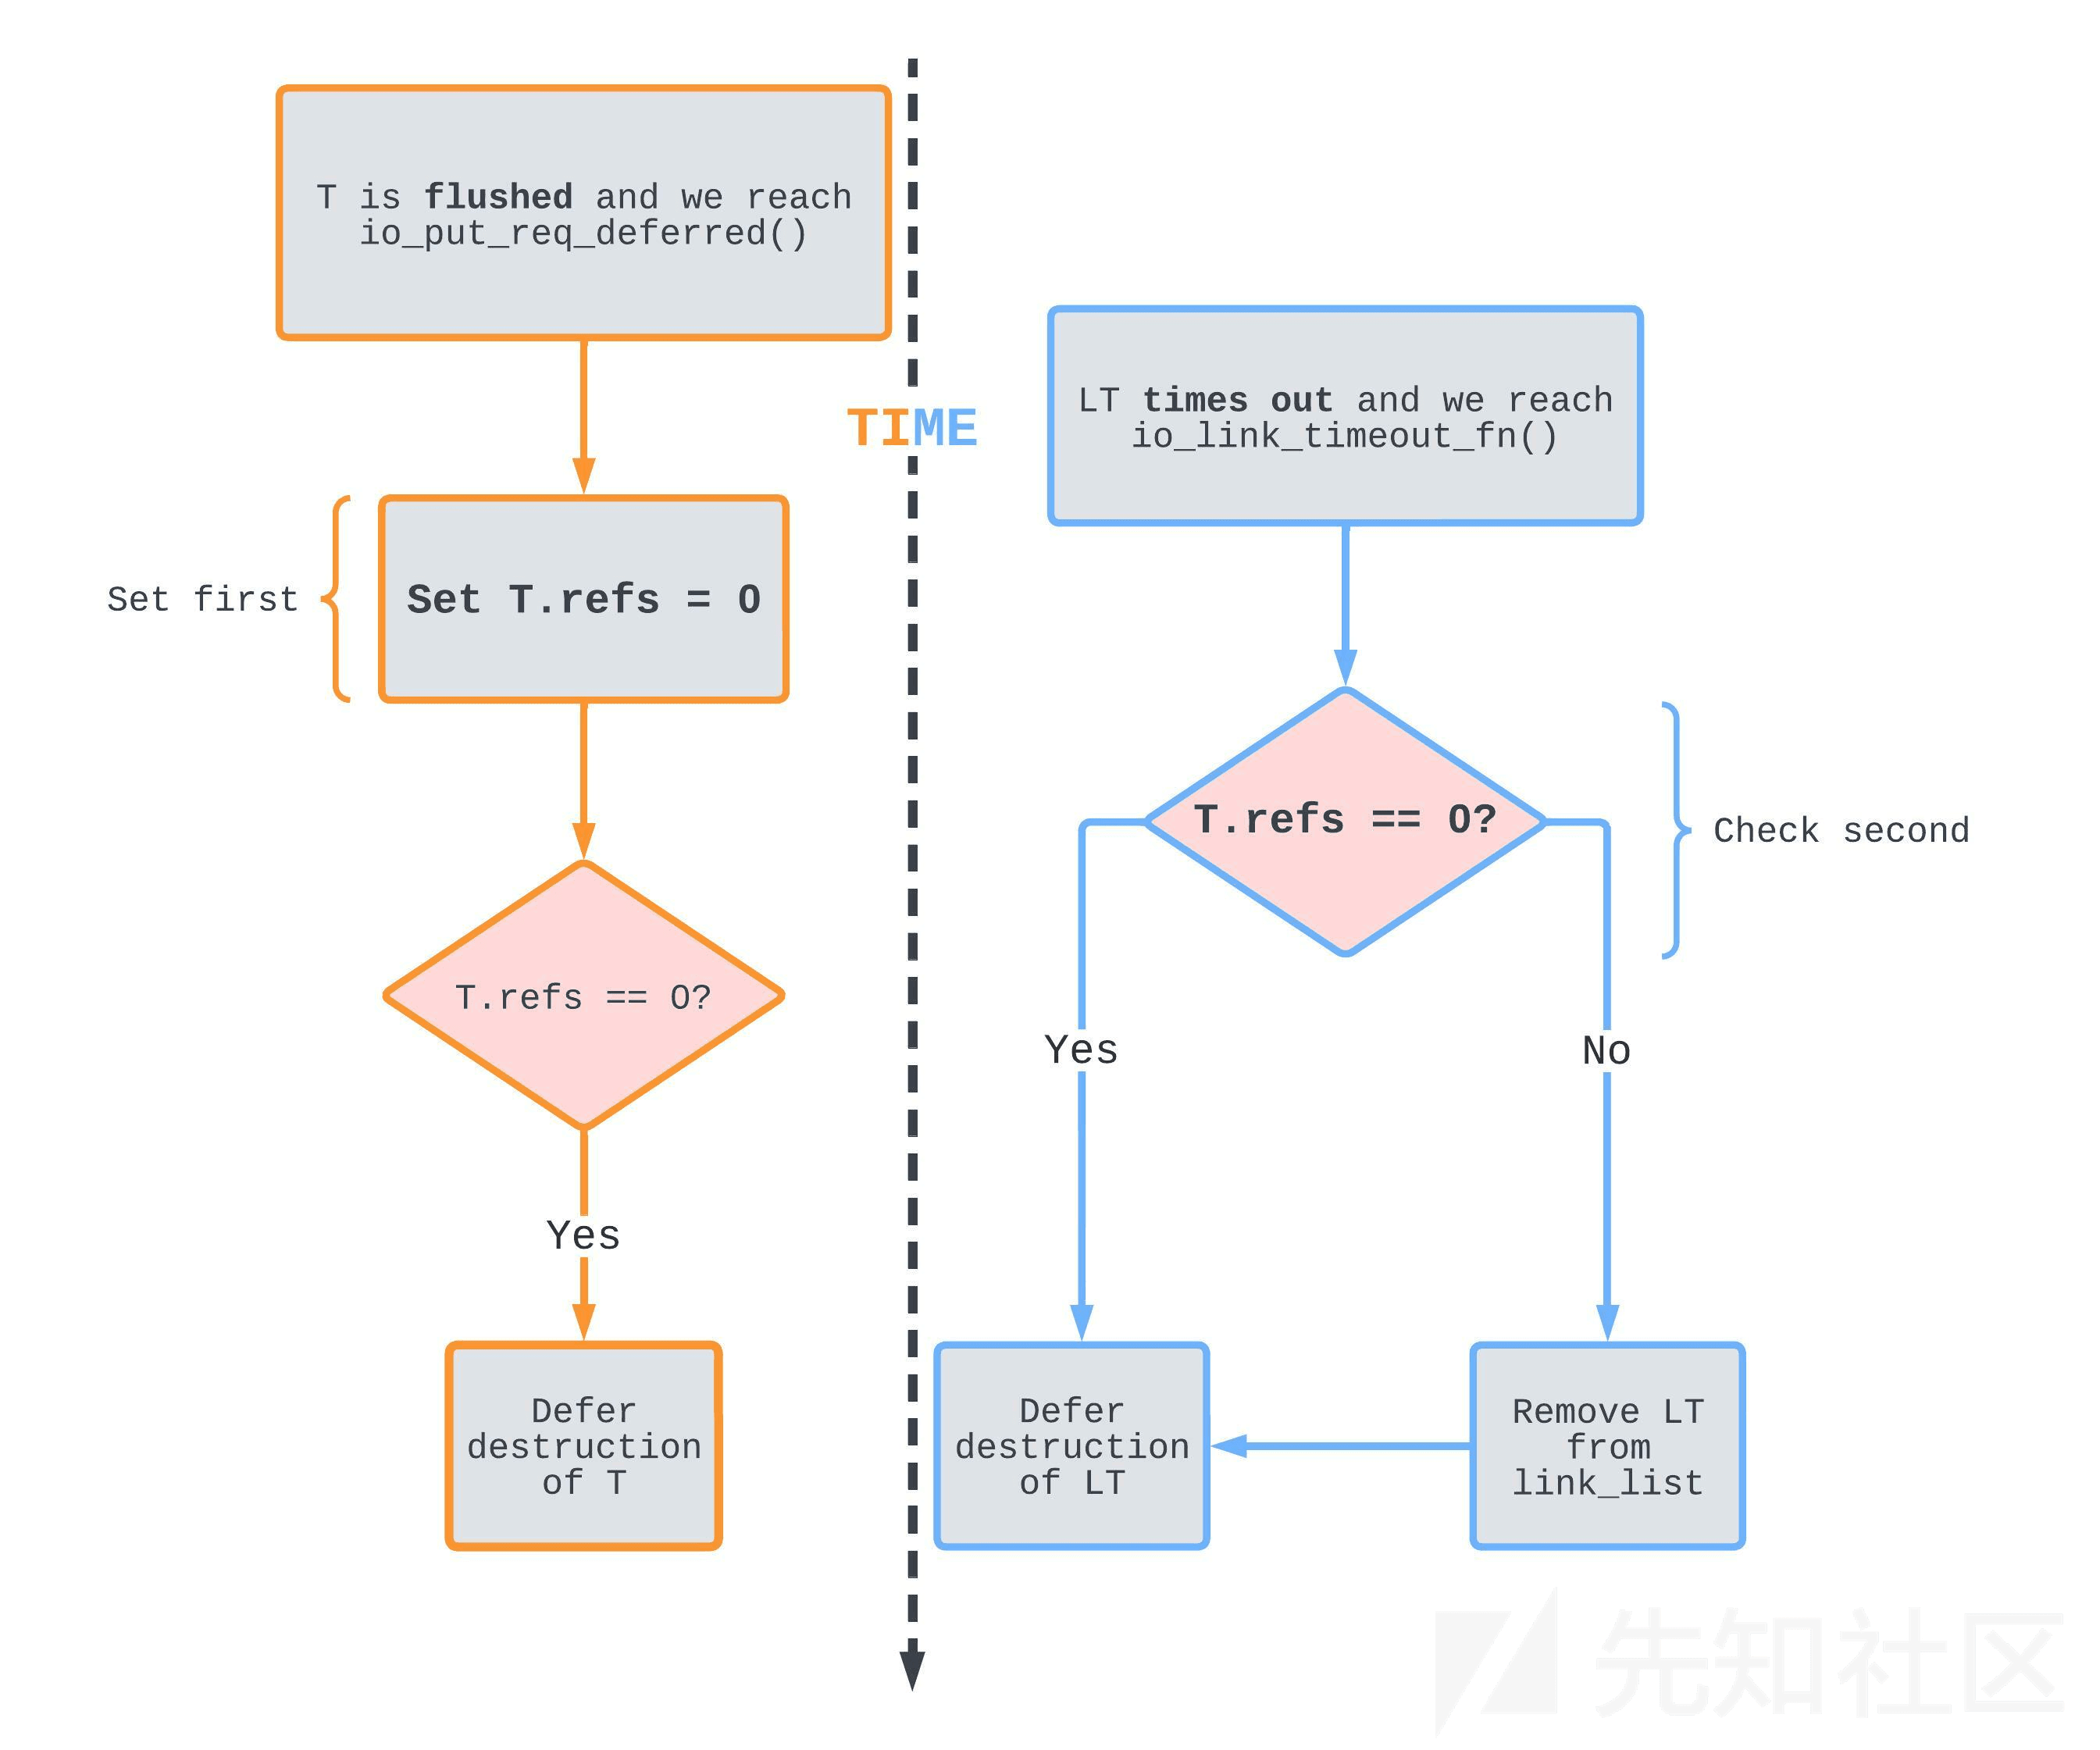 T is flushed and we reach
io_put_req_deferred()
TIME
LT times out and we reach
io_link_timeout_fn()
Set first
Set T.refs = 0
T.refs == 0?
Check second
T.refs == 0?
Yes
No
Yes
Defer
destruction
of T
Defer
destruction
of LT
Remove LT
from
link_list
先知社区